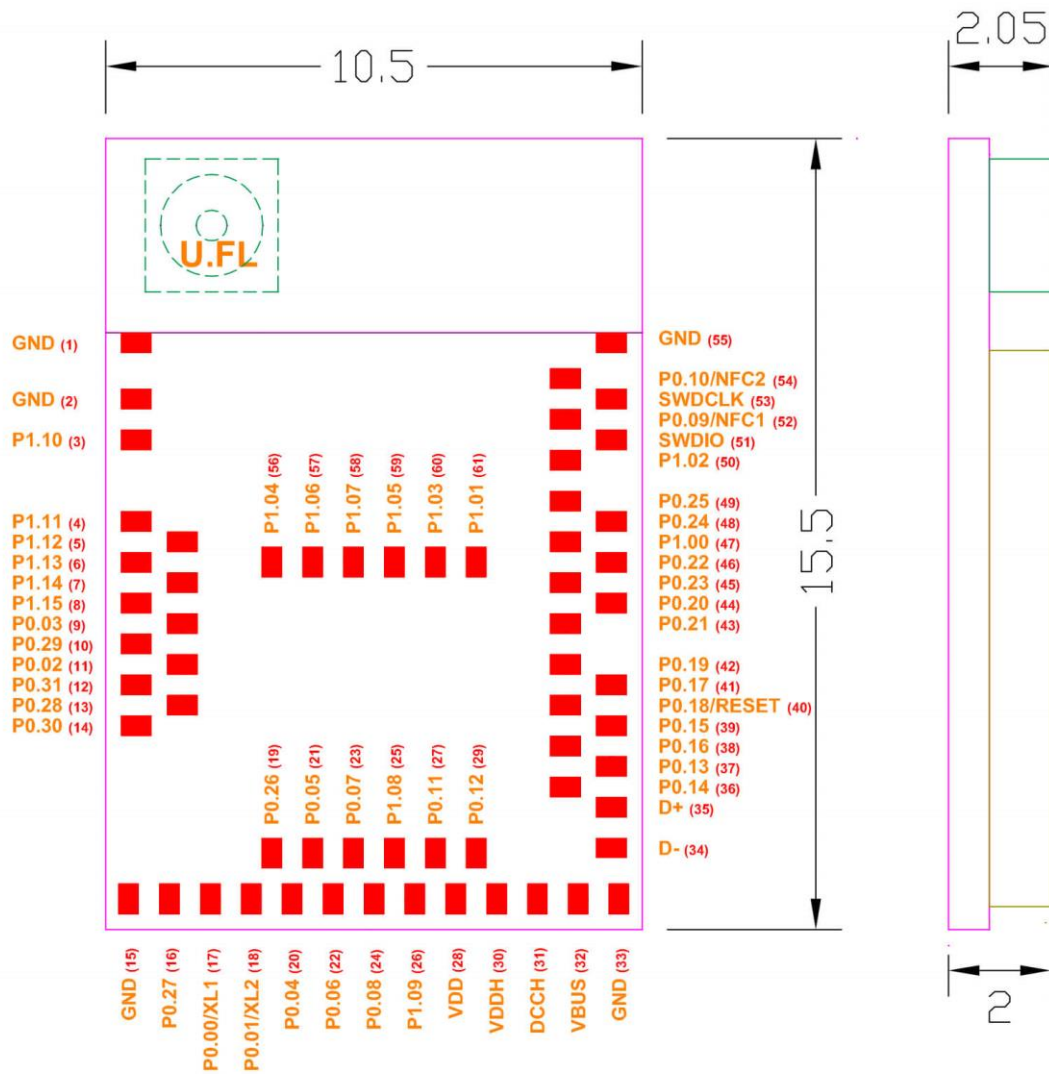 2.05
10.5
U.FL
GND (1)
GND (2)
P1.10 (3)
P1.11 (4)
P1.12 (5)
P1.13 (6)
P1.14 (7)
P1.15 (8)
P0.03 (9)
P0.29 (10)
P0.02 (11)
P0.31 (12)
P0.28 (13)
P0.30 (14)
P1.04 (56)
P1.06 (57)
P1.07 (58)
P1.05 (59)
P1.03 (60)
P1.01 (61)
P0.26 (19)
P0.05 (21)
P0.07 (23)
P1.08 (25)
P0.11 (27)
P0.12 (29)
GND (55)
P0.10/NFC2 (54)
SWDCLK (53)
P0.09/NFC1 (52)
SWDIO (51)
P1.02 (50)
P0.25 (49)
P0.24 (48)
P1.00 (47)
P0.22 (46)
P0.23 (45)
P0.20 (44)
P0.21 (43)
P0.19 (42)
P0.17 (41)
P0.18/RESET (40)
P0.15 (39)
P0.16 (38)
P0.13 (37)
P0.14 (36)
D+ (35)
D- (34)
15.5
GND (15)
P0.27 (16)
P0.00/XL1 (17)
P0.01/XL2 (18)
P0.04 (20)
P0.06 (22)
P0.08 (24)
P1.09 (26)
VDD (28)
VDDH (30)
DCCH (31)
VBUS (32)
GND (33)
2